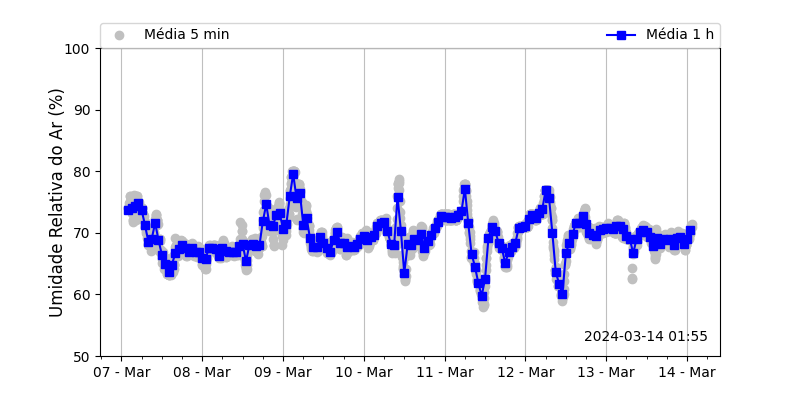 Média 5 min
Média 1 h
Umidade Relativa do Ar (%)
100
90
80
70
60
50
2024-03-14 01:55
07 - Mar
08 - Mar
09 - Mar
10 - Mar
11 - Mar
12 - Mar
13 - Mar
14 - Mar